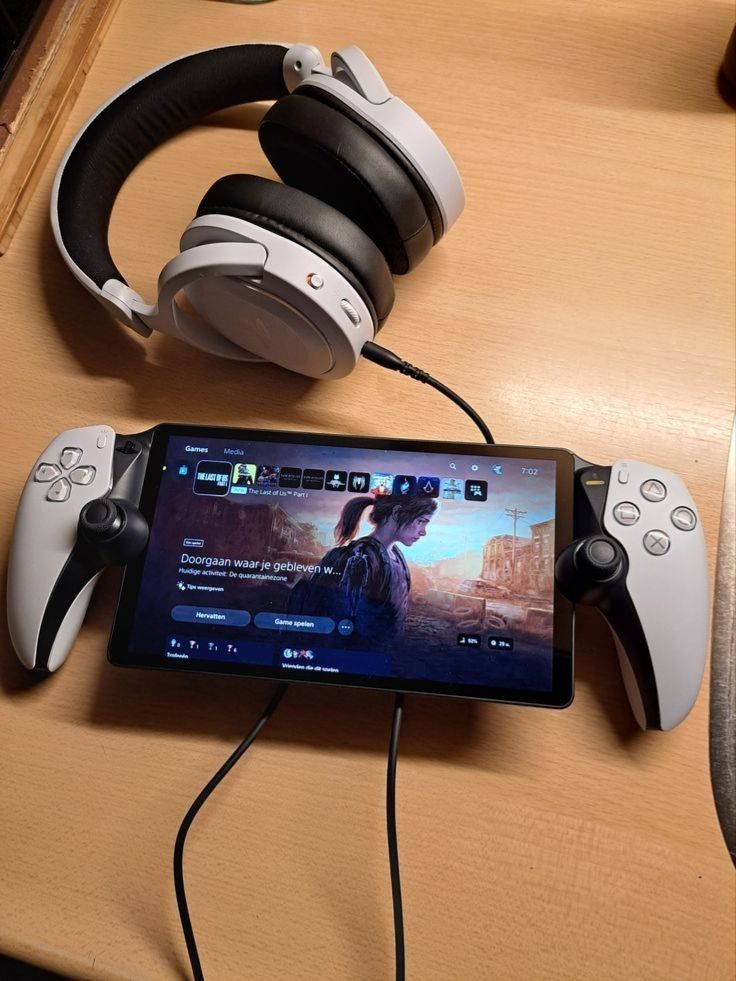 Games Media 7:02
THE LAST OF US
PART I
The Last of Us™ Part I
Doorgaan waar je gebleven w...
Huidige activiteit: De quarantainezone
Tips weergeven
Hervatten Game spelen
52%
Trofeeën
Vrienden die dit spelen